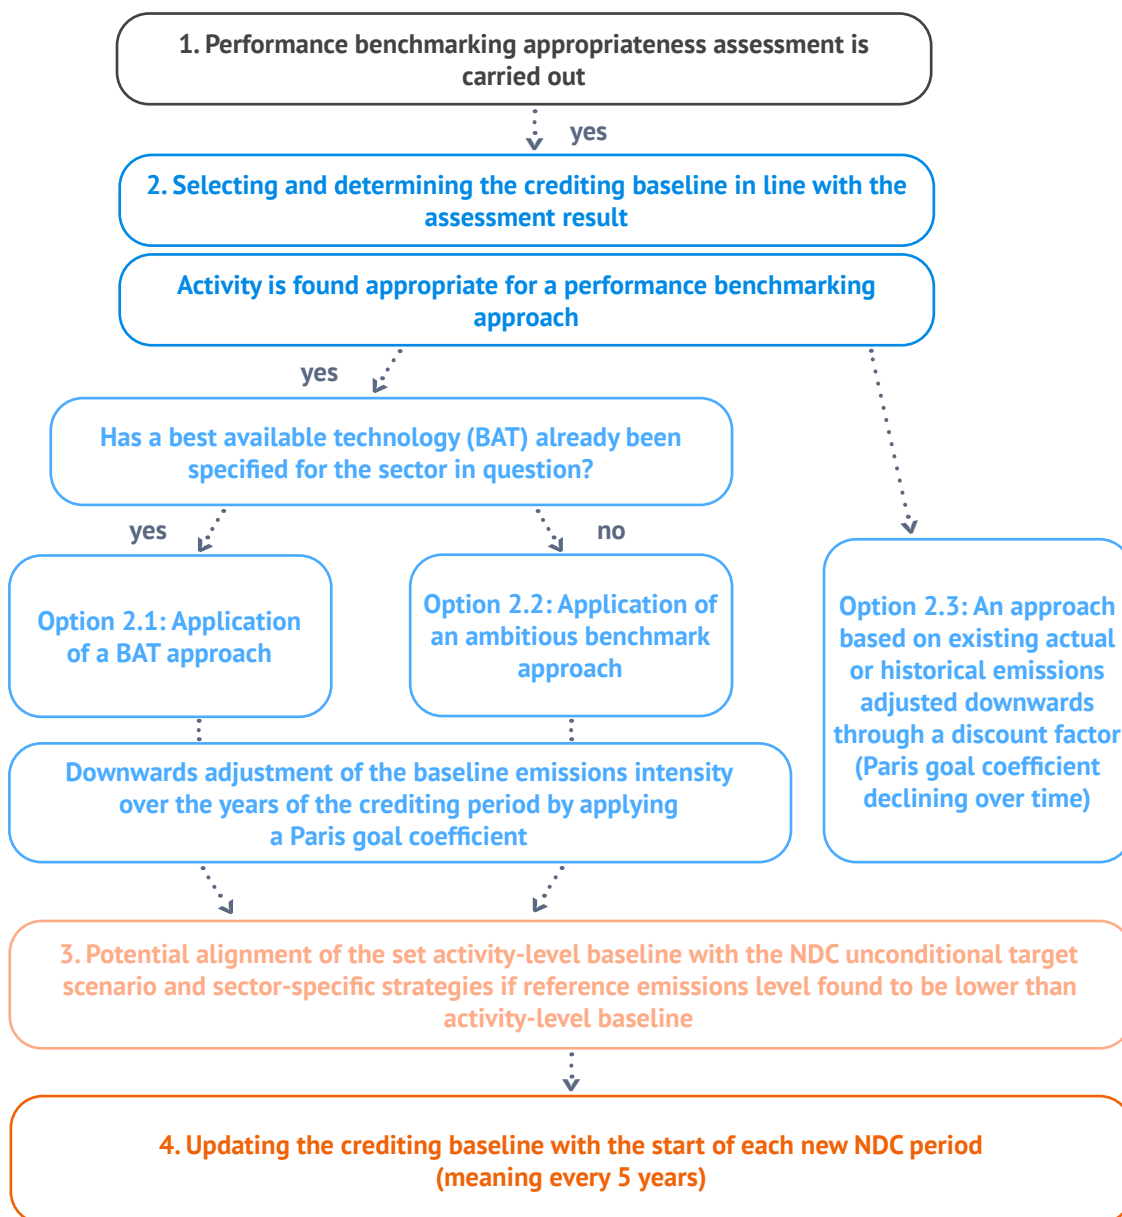 1. Performance benchmarking appropriateness assessment is
carried out
yes
2. Selecting and determining the crediting baseline in line with the
assessment result
Activity is found appropriate for a performance benchmarking
approach
yes
Has a best available technology (BAT) already been
specified for the sector in question?
yes
no
Option 2.1: Application
of a BAT approach
Option 2.2: Application of
an ambitious benchmark
approach
Option 2.3: An approach
based on existing actual
or historical emissions
adjusted downwards
through a discount factor
(Paris goal coefficient
declining over time)
Downwards adjustment of the baseline emissions intensity
over the years of the crediting period by applying
a Paris goal coefficient
3. Potential alignment of the set activity-level baseline with the NDC unconditional target
scenario and sector-specific strategies if reference emissions level found to be lower than
activity-level baseline
4. Updating the crediting baseline with the start of each new NDC period
(meaning every 5 years)